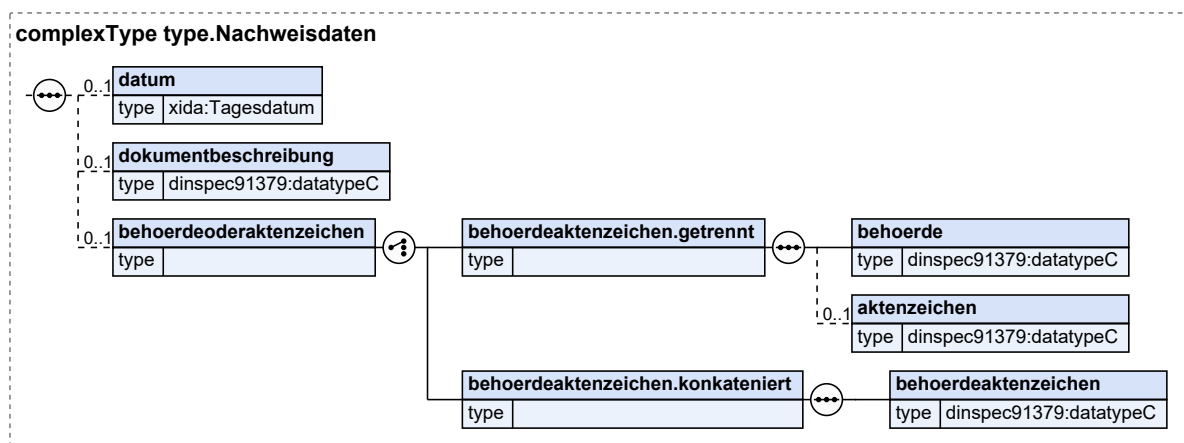 complexType type.Nachweisdaten
0..1
datum
type xida:Tagesdatum
0..1
dokumentbeschreibung
type dinspec91379:datatypeC
0..1
behoerdeoderaktenzeichen
type
behoerdeaktenzeichen.getrennt
type
behoerde
type dinspec91379:datatypeC
0..1
aktenzeichen
type dinspec91379:datatypeC
behoerdeaktenzeichen.konkateniert
type
behoerdeaktenzeichen
type dinspec91379:datatypeC